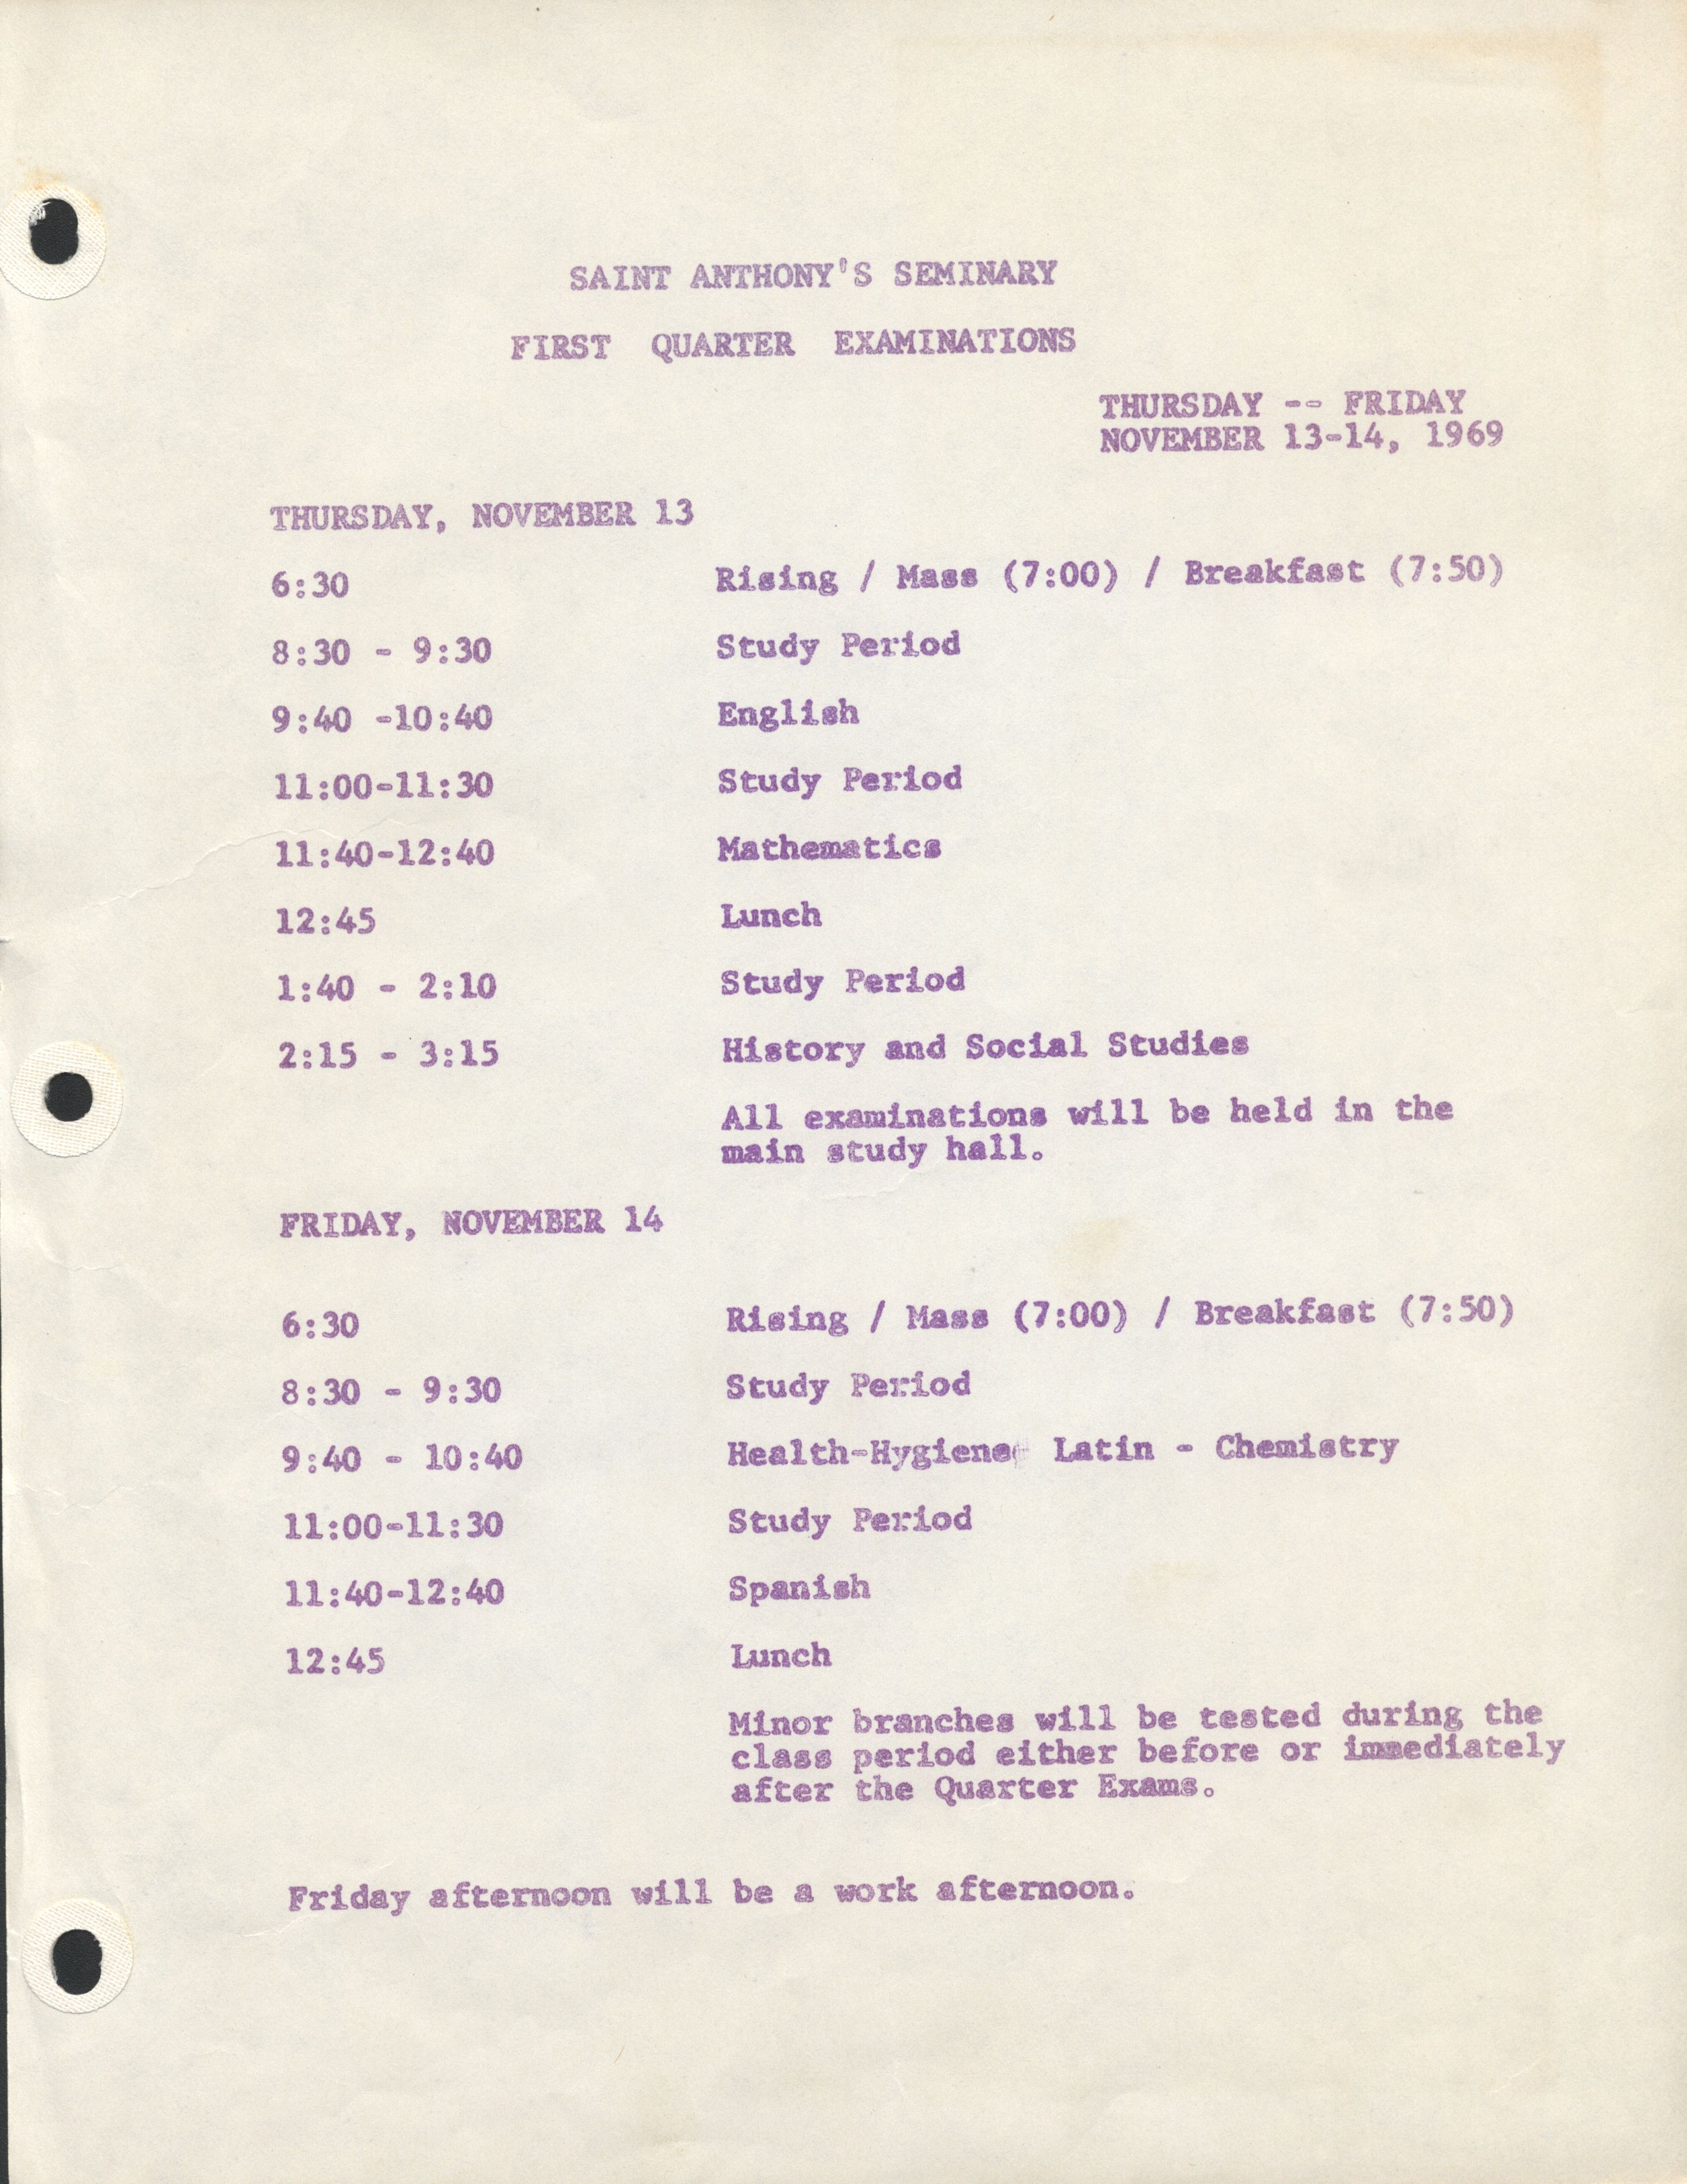 SAINT ANTHONY'S SEMINARY
FIRST QUARTER EXAMINATIONS
THURSDAY -- FRIDAY
NOVEMBER 13-14, 1969
THURSDAY, NOVEMBER 13
6:30 Rising / Mass (7:00) / Breakfast (7:50)
8:30 - 9:30 Study Period
9:40 -10:40 English
11:00-11:30 Study Period
11:40-12:40 Mathematics
12:45 Lunch
1:40 - 2:10 Study Period
2:15 - 3:15 History and Social Studies
All examinations will be held in the
main study hall.
FRIDAY, NOVEMBER 14
6:30 Rising / Mass (7:00) / Breakfast (7:50)
8:30 - 9:30 Study Period
9:40 - 10:40 Health-Hygiene Latin - Chemistry
11:00-11:30 Study Period
11:40-12:40 Spanish
12:45 Lunch
Minor branches will be tested during the
class period either before or immediately
after the Quarter Exams.
Friday afternoon will be a work afternoon.